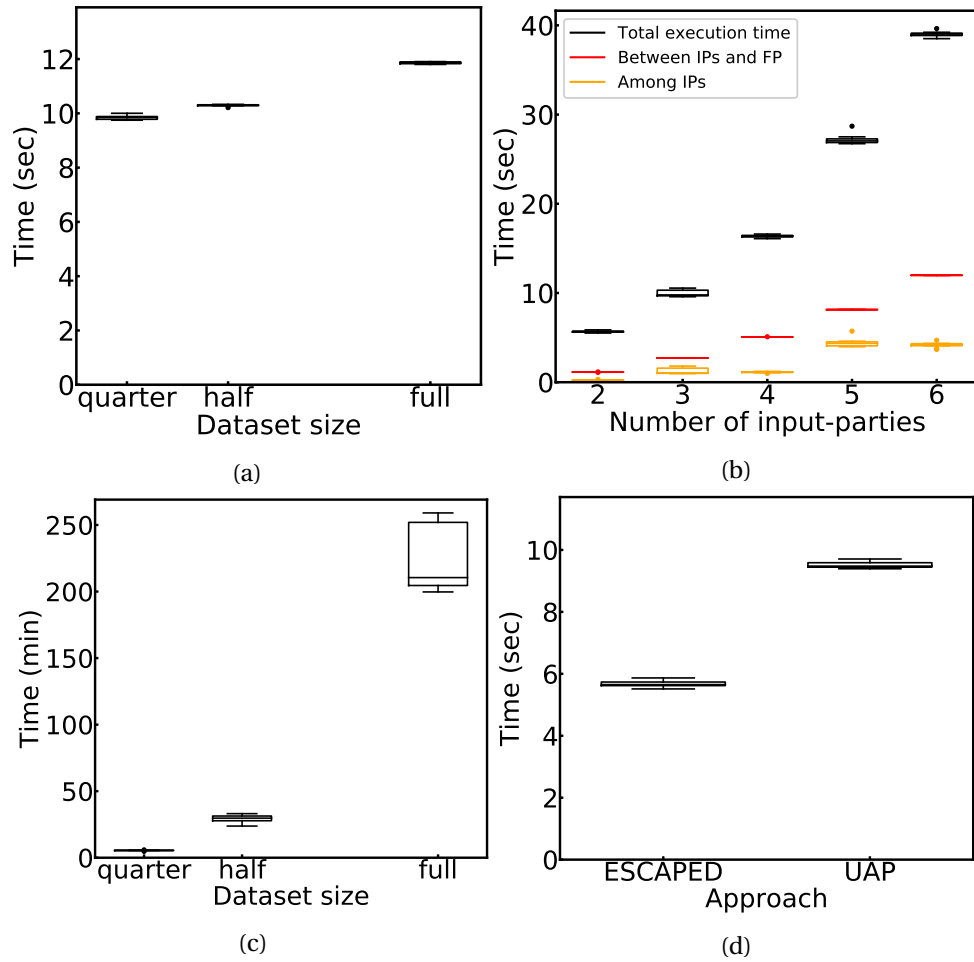 Time (sec)
12
10
8
6
4
2
0
quarter half full
Dataset size
(a)
Time (sec)
40
30
20
10
0
Total execution time
Between IPs and FP
Among IPs
2 3 4 5 6
Number of input-parties
(b)
Time (min)
250
200
150
100
50
0
quarter half full
Dataset size
(c)
Time (sec)
10
8
6
4
2
0
ESCAPED UAP
Approach
(d)